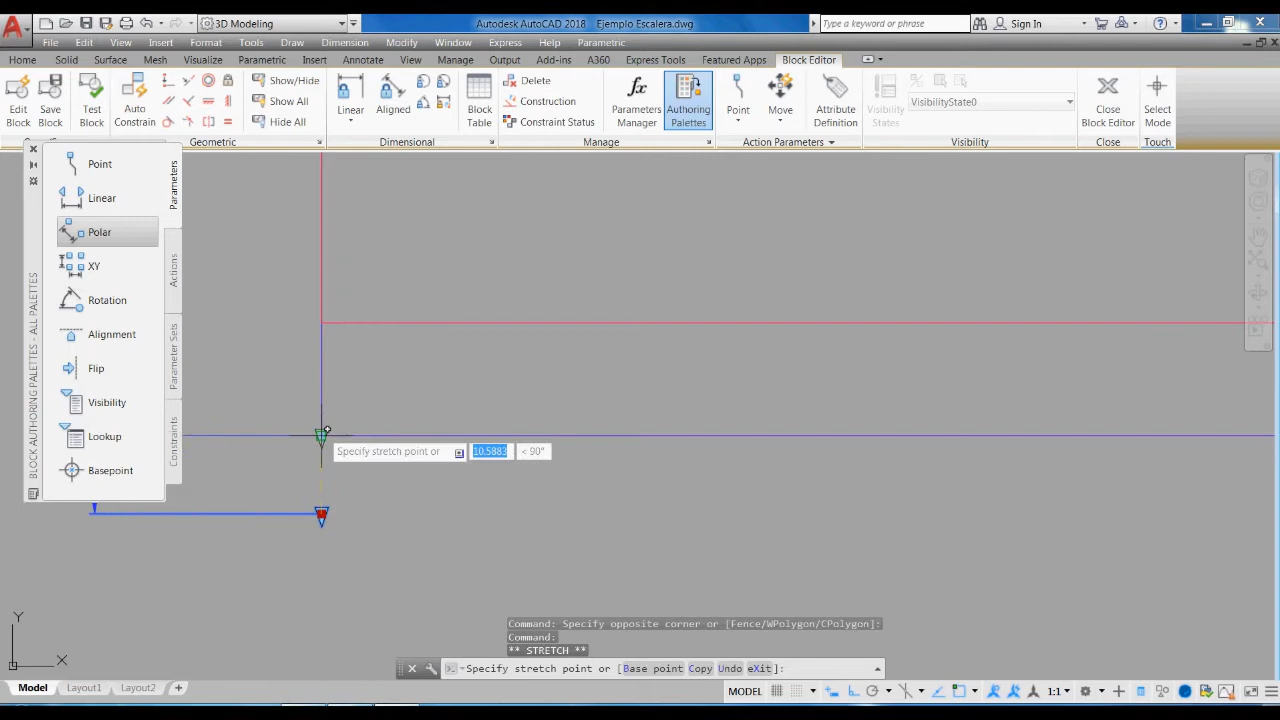 Autodesk AutoCAD 2018 Ejemplo Escalera.dwg
3D Modeling
Type a keyword or phrase
Sign In
File Edit View Insert Format Tools Draw Dimension Modify Window Express Help Parametric
Home Solid Surface Mesh Visualize Parametric Insert Annotate View Manage Output Add-ins A360 Express Tools Featured Apps Block Editor
Edit Block
Save Block
Test Block
Auto Constrain
Show/Hide
Show All
Hide All
Linear
Aligned
Block Table
Delete
Construction
Constraint Status
Parameters Manager
Authoring Palettes
Point
Move
Attribute Definition
Visibility States
VisibilityState0
Close Block Editor
Select Mode
Geometric
Dimensional
Manage
Action Parameters
Visibility
Close
Touch
Point
Linear
Polar
XY
Rotation
Alignment
Flip
Visibility
Lookup
Basepoint
Parameters
Actions
Parameter Sets
Constraints
BLOCK AUTHORING PALETTES - ALL PALETTES
Specify stretch point or
10.5883
< 90°
Y
X
Command: Specify opposite corner or [Fence/WPolygon/CPolygon]:
Command:
** STRETCH **
Specify stretch point or [Base point Copy Undo eXit]:
Model Layout1 Layout2 +
MODEL
1:1